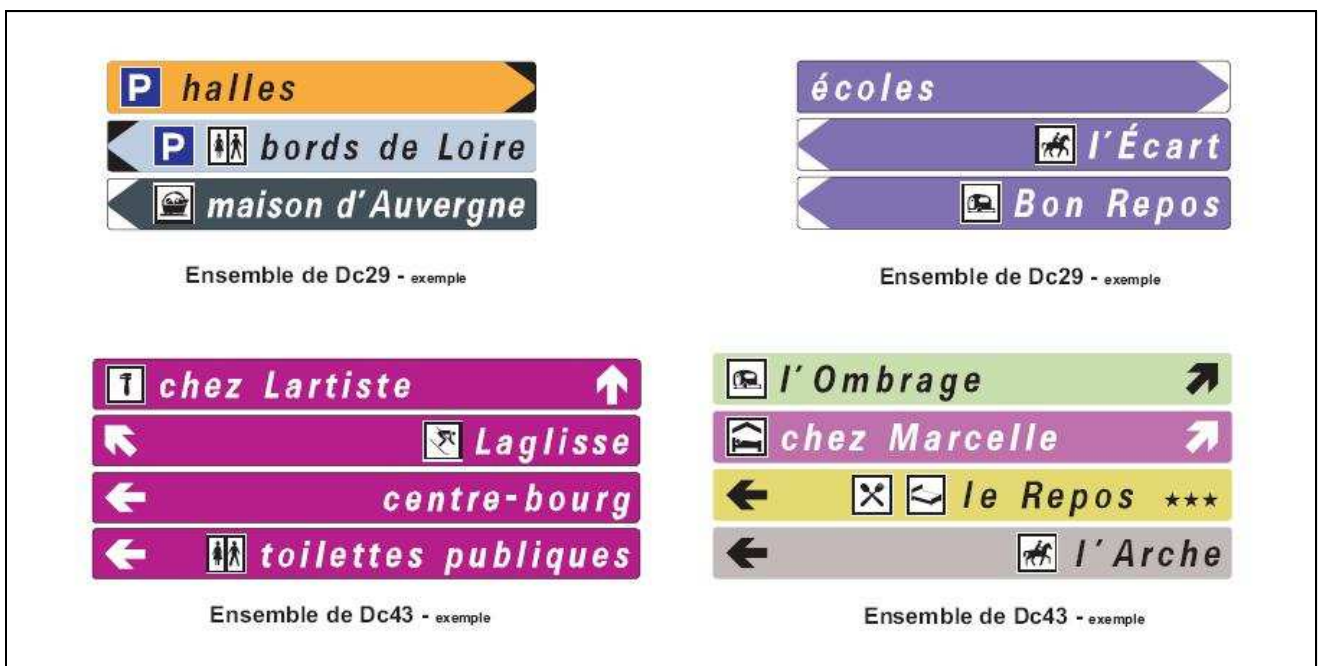 P halles
P bords de Loire
maison d'Auvergne
Ensemble de Dc29 - exemple
écoles
l'Écart
Bon Repos
Ensemble de Dc29 - exemple
chez Lartiste
Laglisse
centre-bourg
toilettes publiques
Ensemble de Dc43 - exemple
l'Ombrage
chez Marcelle
le Repos ★★★
l'Arche
Ensemble de Dc43 - exemple